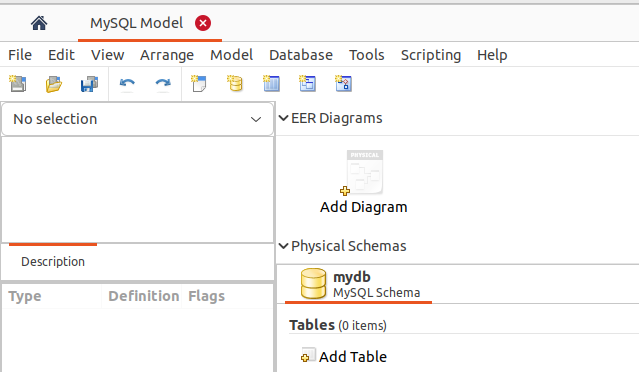 MySQL Model
File Edit View Arrange Model Database Tools Scripting Help
No selection
EER Diagrams
PHYSICAL
Add Diagram
Physical Schemas
Description
mydb
MySQL Schema
Type Definition Flags
Tables (0 items)
Add Table